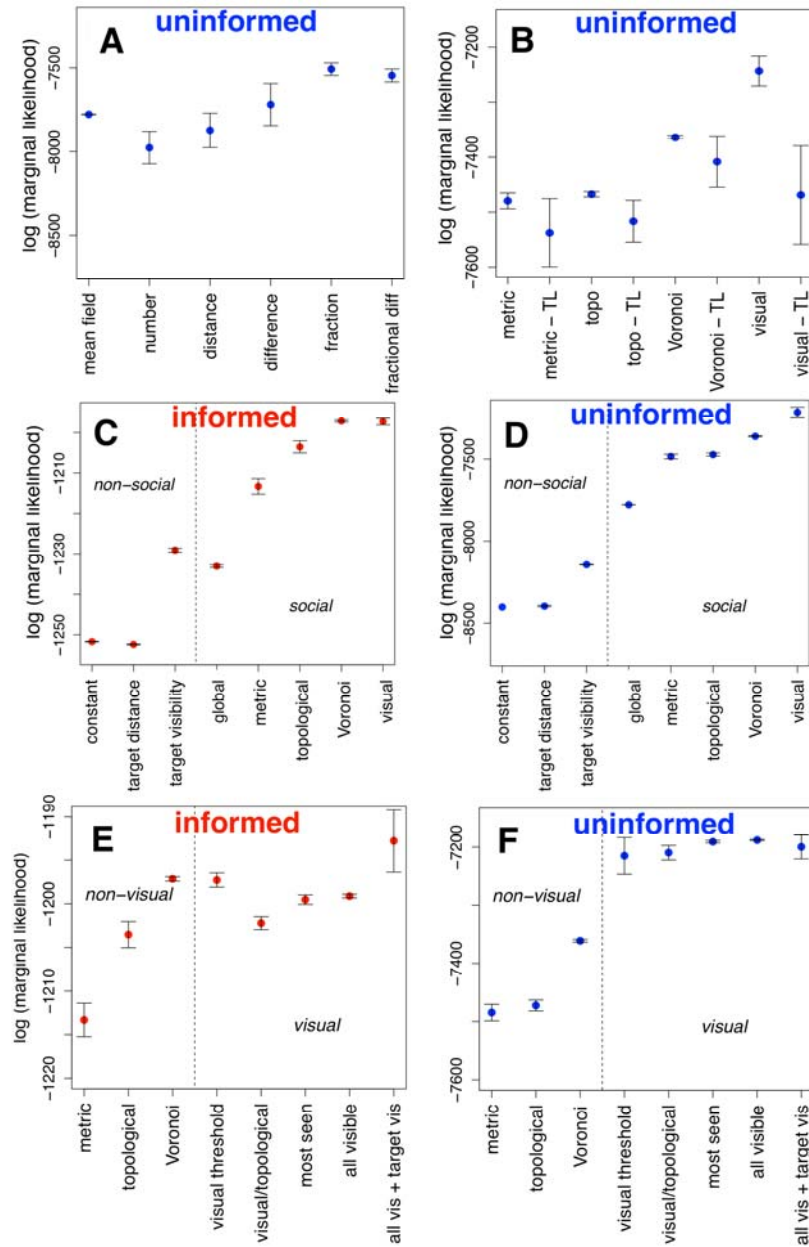 A
uninformed
log (marginal likelihood)
-7500
-8000
-8500
mean field
number
distance
difference
fraction
fractional diff
B
uninformed
log (marginal likelihood)
-7200
-7400
-7600
metric
metric - TL
topo
topo - TL
Voronoi
Voronoi - TL
visual
visual - TL
C
informed
non-social
social
log (marginal likelihood)
-1210
-1230
-1250
constant
target distance
target visibility
global
metric
topological
Voronoi
visual
D
uninformed
non-social
social
log (marginal likelihood)
-7500
-8000
-8500
constant
target distance
target visibility
global
metric
topological
Voronoi
visual
E
informed
non-visual
visual
log (marginal likelihood)
-1190
-1200
-1210
-1220
metric
topological
Voronoi
visual threshold
visual/topological
most seen
all visible
all vis + target vis
F
uninformed
non-visual
visual
log (marginal likelihood)
-7200
-7400
-7600
metric
topological
Voronoi
visual threshold
visual/topological
most seen
all visible
all vis + target vis